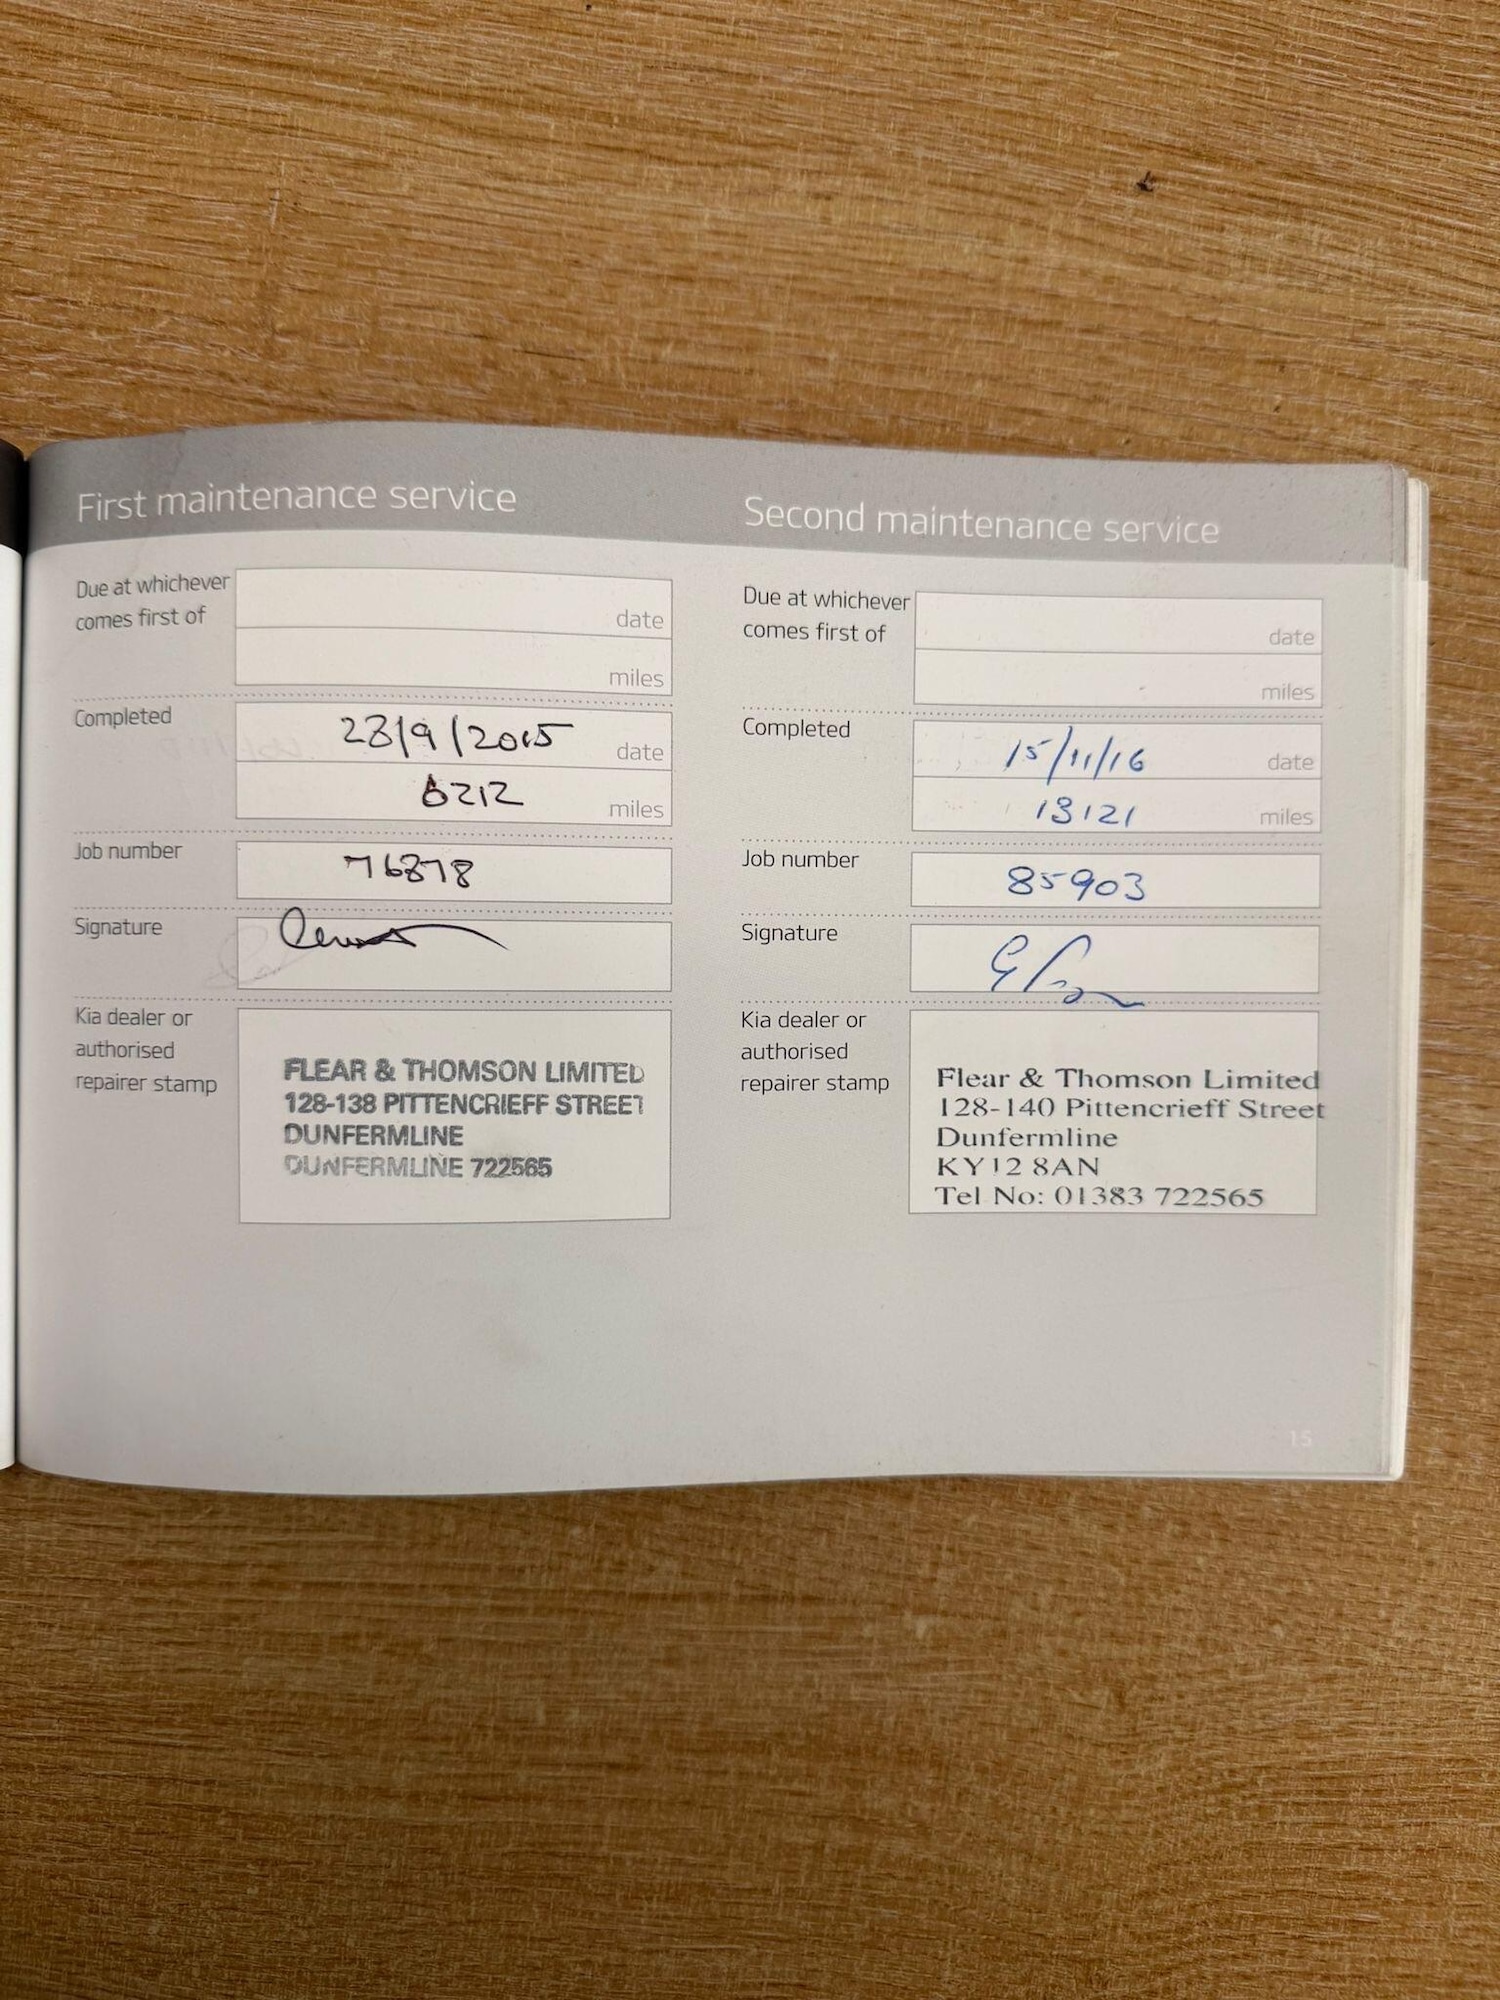 First maintenance service
Due at whichever
comes first of
date
miles
Completed
28/9/2015
date
6212
miles
Job number
76878
Signature
Kia dealer or
authorised
repairer stamp
FLEAR & THOMSON LIMITED
128-138 PITTENCRIEFF STREET
DUNFERMLINE
DUNFERMLINE 722565
Second maintenance service
Due at whichever
comes first of
date
miles
Completed
15/11/16
date
13121
miles
Job number
85903
Signature
Kia dealer or
authorised
repairer stamp
Flear & Thomson Limited
128-140 Pittencrieff Street
Dunfermline
KY12 8AN
Tel No: 01383 722565
15